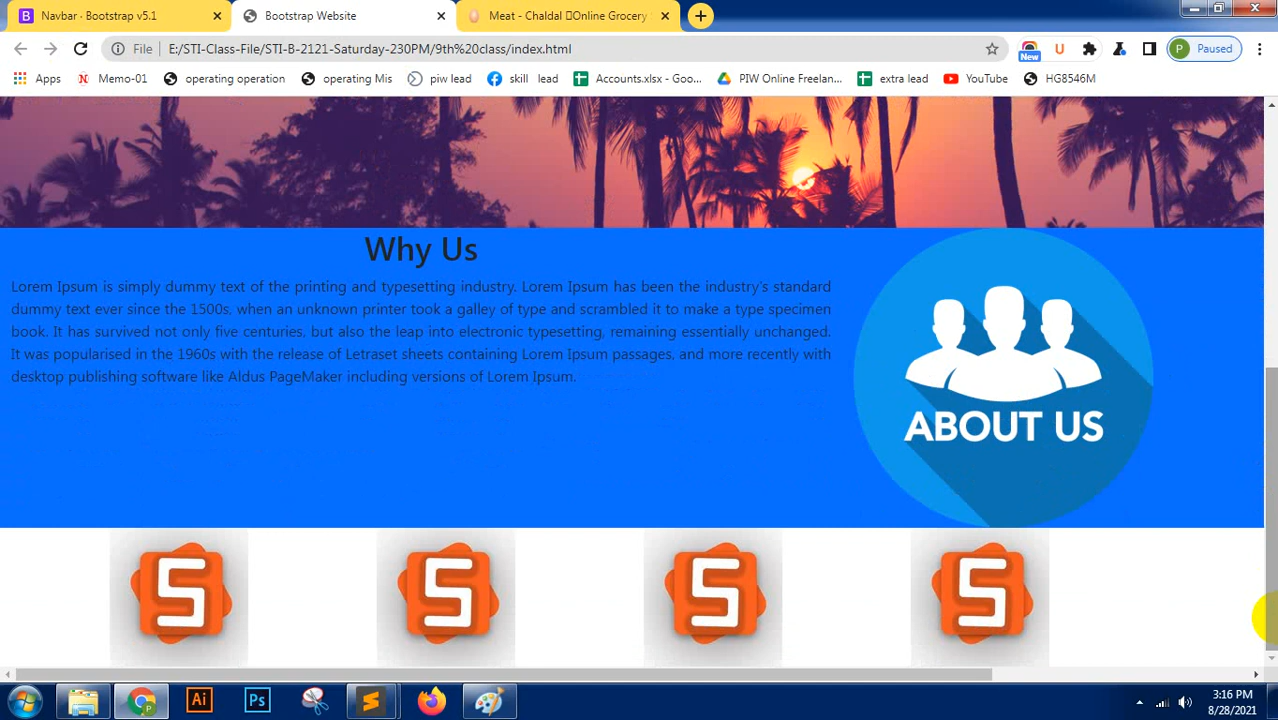 Navbar · Bootstrap v5.1
Bootstrap Website
Meat - Chaldal Online Grocery
File E:/STI-Class-File/STI-B-2121-Saturday-230PM/9th%20class/index.html
New
U
P Paused
Apps
Memo-01
operating operation
operating Mis
piw lead
skill lead
Accounts.xlsx - Goo...
PIW Online Freelan...
extra lead
YouTube
HG8546M
Why Us
Lorem Ipsum is simply dummy text of the printing and typesetting industry. Lorem Ipsum has been the industry's standard
dummy text ever since the 1500s, when an unknown printer took a galley of type and scrambled it to make a type specimen
book. It has survived not only five centuries, but also the leap into electronic typesetting, remaining essentially unchanged.
It was popularised in the 1960s with the release of Letraset sheets containing Lorem Ipsum passages, and more recently with
desktop publishing software like Aldus PageMaker including versions of Lorem Ipsum.
ABOUT US
S S S S
Ai
Ps
3:16 PM
8/28/2021